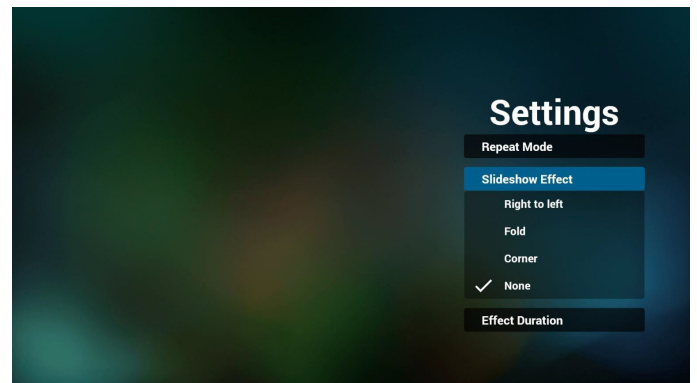 Settings
Repeat Mode
Slideshow Effect
Right to left
Fold
Corner
None
Effect Duration